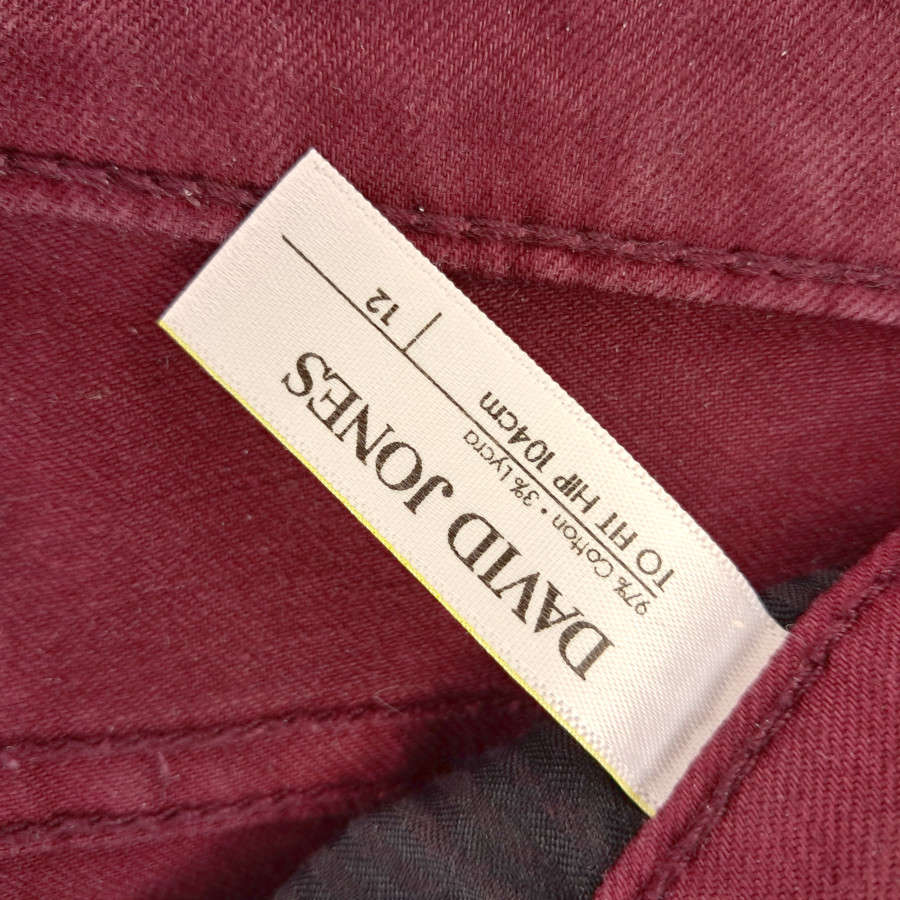 DAVID JONES
97% Cotton • 3% Lycra
TO FIT HIP 104cm
12